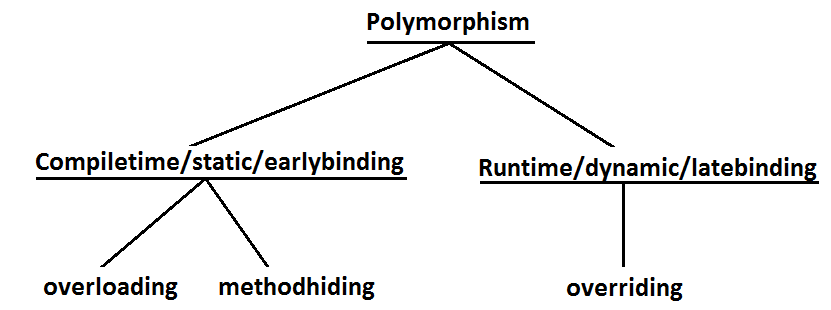 Polymorphism
Compiletime/static/earlybinding
Runtime/dynamic/latebinding
overloading
methodhiding
overriding